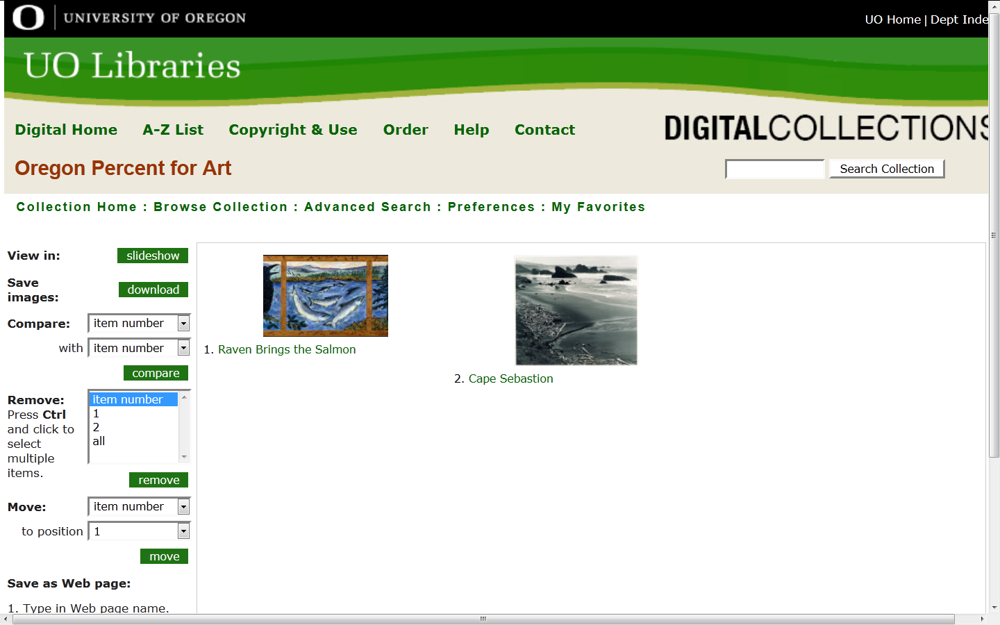 UNIVERSITY OF OREGON
UO Home | Dept Inde
UO Libraries
Digital Home A-Z List Copyright & Use Order Help Contact
DIGITALCOLLECTIONS
Oregon Percent for Art
Search Collection
Collection Home : Browse Collection : Advanced Search : Preferences : My Favorites
View in: slideshow
Save images: download
Compare: item number
with item number
compare
Remove:
Press Ctrl and click to select multiple items.
item number
1
2
all
remove
Move: item number
to position 1
move
Save as Web page:
1. Type in Web page name.
1. Raven Brings the Salmon
2. Cape Sebastion